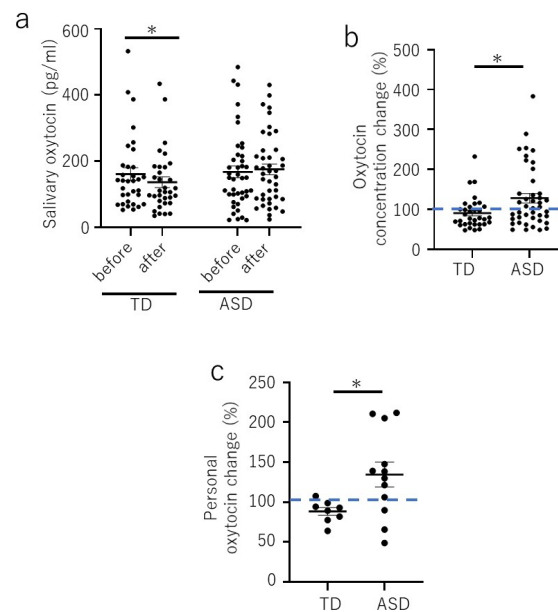 a
Salivary oxytocin (pg/ml)
600
400
200
0
*
before
after
before
after
TD
ASD
b
Oxytocin
concentration change (%)
500
400
300
200
100
0
*
TD
ASD
c
Personal
oxytocin change (%)
250
200
150
100
50
0
*
TD
ASD